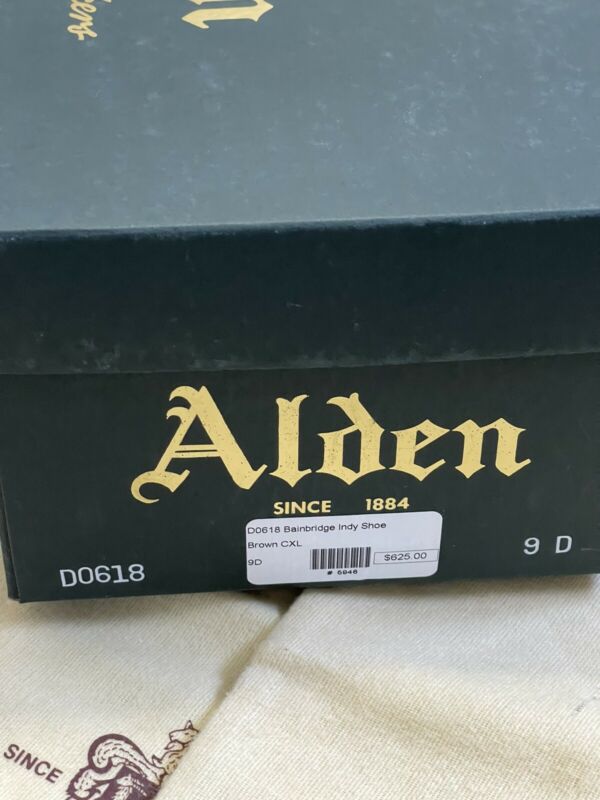 Alden
SINCE 1884
D0618 Bainbridge Indy Shoe
Brown CXL
9D
$625.00
D0618
9 D
SINCE